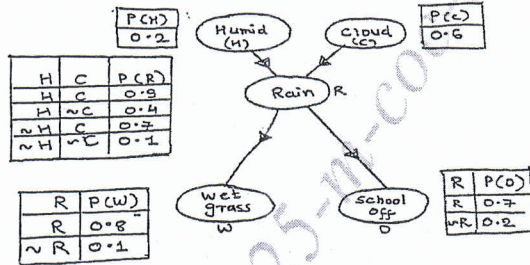 P(H)
0.2
Humid
(H)
Cloud
(C)
P(C)
0.6
H C P(R)
H C 0.9
H ~C 0.4
~H C 0.7
~H ~C 0.1
Rain R
R P(W)
R 0.8
~R 0.1
Wet
grass
W
School
off
O
R P(O)
R 0.7
~R 0.2